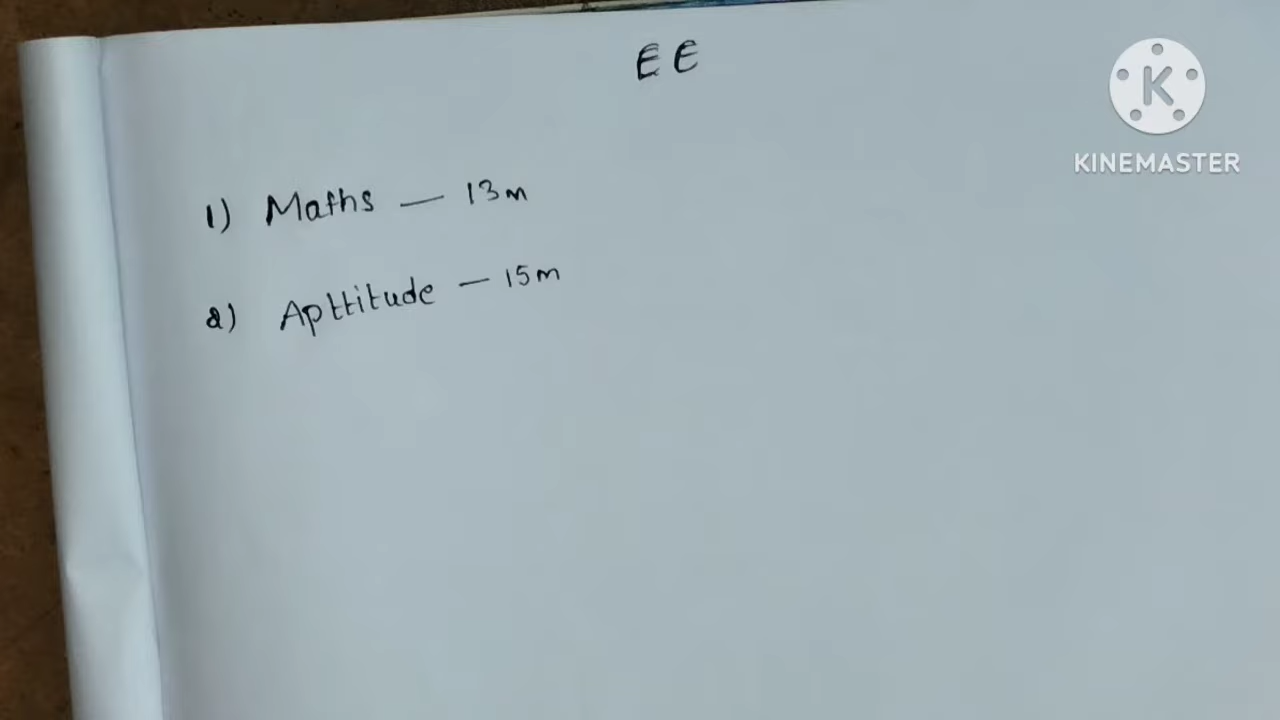 EE
K
KINEMASTER
1) Maths — 13m
2) Apttitude — 15m